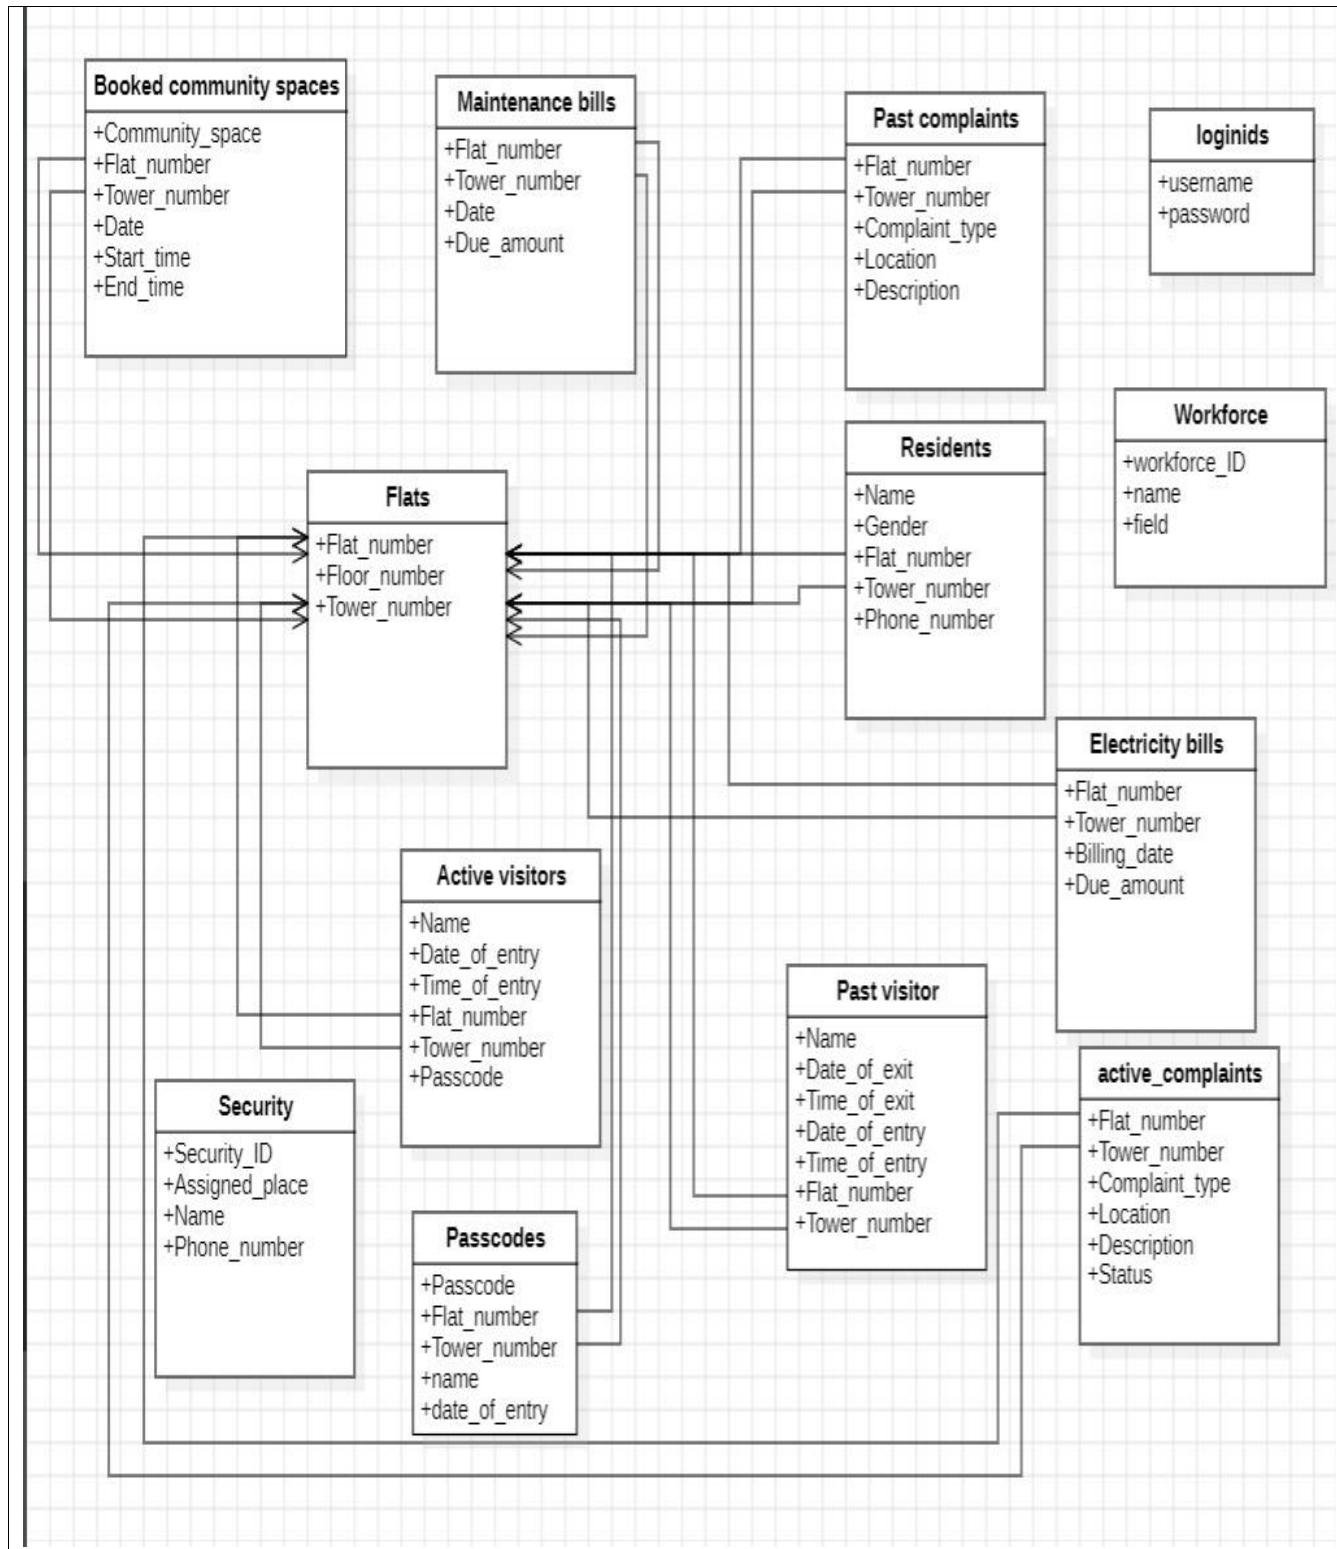 Booked community spaces
+Community_space
+Flat_number
+Tower_number
+Date
+Start_time
+End_time
Maintenance bills
+Flat_number
+Tower_number
+Date
+Due_amount
Past complaints
+Flat_number
+Tower_number
+Complaint_type
+Location
+Description
loginids
+username
+password
Workforce
+workforce_ID
+name
+field
Residents
+Name
+Gender
+Flat_number
+Tower_number
+Phone_number
Flats
+Flat_number
+Floor_number
+Tower_number
Electricity bills
+Flat_number
+Tower_number
+Billing_date
+Due_amount
Active visitors
+Name
+Date_of_entry
+Time_of_entry
+Flat_number
+Tower_number
+Passcode
Past visitor
+Name
+Date_of_exit
+Time_of_exit
+Date_of_entry
+Time_of_entry
+Flat_number
+Tower_number
active_complaints
+Flat_number
+Tower_number
+Complaint_type
+Location
+Description
+Status
Security
+Security_ID
+Assigned_place
+Name
+Phone_number
Passcodes
+Passcode
+Flat_number
+Tower_number
+name
+date_of_entry